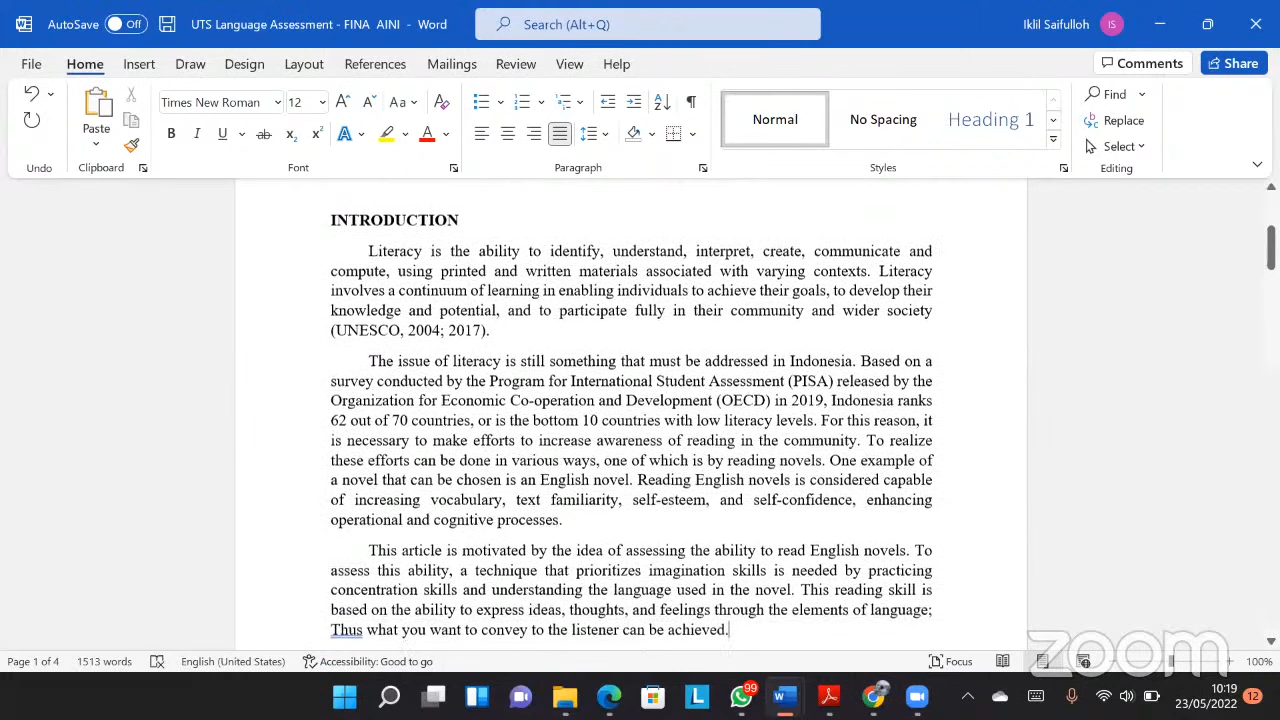 AutoSave Off UTS Language Assessment - FINA_AINI - Word Search (Alt+Q) Iklil Saifulloh IS
File Home Insert Draw Design Layout References Mailings Review View Help Comments Share
Times New Roman 12 Aa Normal No Spacing Heading 1 Find
Paste B I U ab x2 x2 A A Replace
Select
Undo Clipboard Font Paragraph Styles Editing
INTRODUCTION
Literacy is the ability to identify, understand, interpret, create, communicate and
compute, using printed and written materials associated with varying contexts. Literacy
involves a continuum of learning in enabling individuals to achieve their goals, to develop their
knowledge and potential, and to participate fully in their community and wider society
(UNESCO, 2004; 2017).
The issue of literacy is still something that must be addressed in Indonesia. Based on a
survey conducted by the Program for International Student Assessment (PISA) released by the
Organization for Economic Co-operation and Development (OECD) in 2019, Indonesia ranks
62 out of 70 countries, or is the bottom 10 countries with low literacy levels. For this reason, it
is necessary to make efforts to increase awareness of reading in the community. To realize
these efforts can be done in various ways, one of which is by reading novels. One example of
a novel that can be chosen is an English novel. Reading English novels is considered capable
of increasing vocabulary, text familiarity, self-esteem, and self-confidence, enhancing
operational and cognitive processes.
This article is motivated by the idea of assessing the ability to read English novels. To
assess this ability, a technique that prioritizes imagination skills is needed by practicing
concentration skills and understanding the language used in the novel. This reading skill is
based on the ability to express ideas, thoughts, and feelings through the elements of language;
Thus what you want to convey to the listener can be achieved.
zoom
Page 1 of 4 1513 words English (United States) Accessibility: Good to go Focus 100%
99 10:19
23/05/2022 12